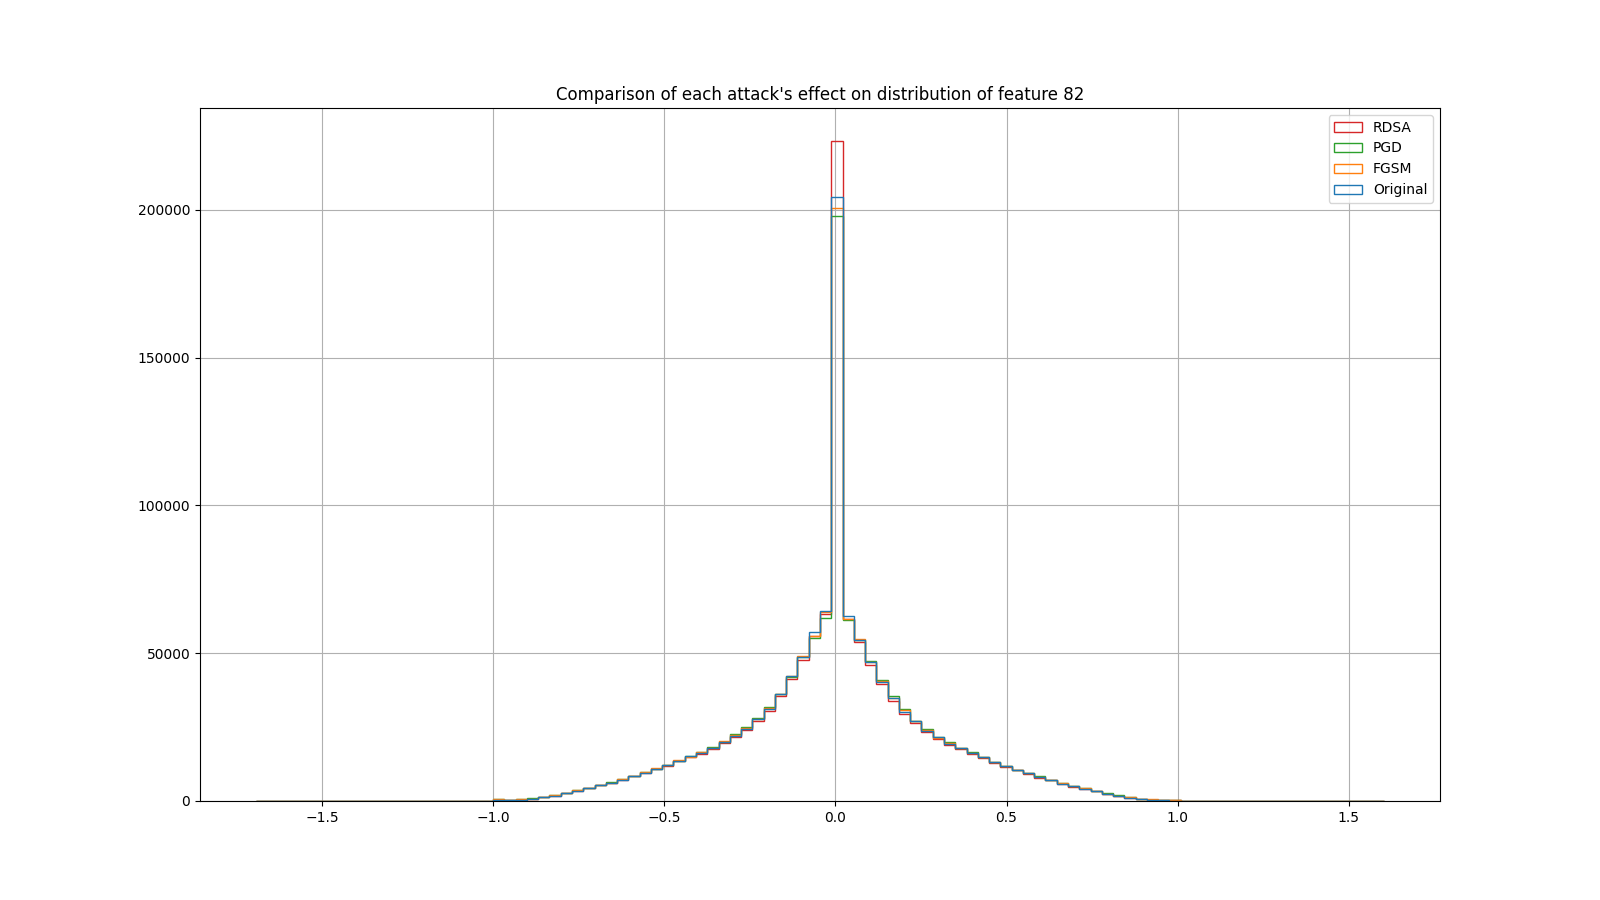 Comparison of each attack's effect on distribution of feature 82
RDSA
PGD
FGSM
Original
200000
150000
100000
50000
0
−1.5 −1.0 −0.5 0.0 0.5 1.0 1.5